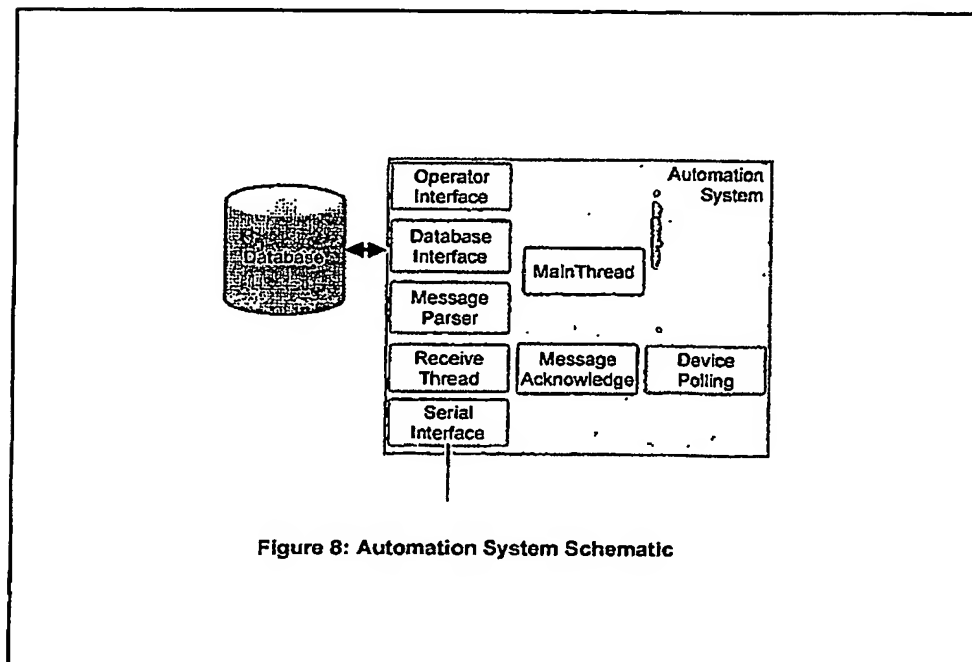 Operator
Interface
Automation
System
Database
Database
Interface
MainThread
Message
Parser
Receive
Thread
Message
Acknowledge
Device
Polling
Serial
Interface
Figure 8: Automation System Schematic